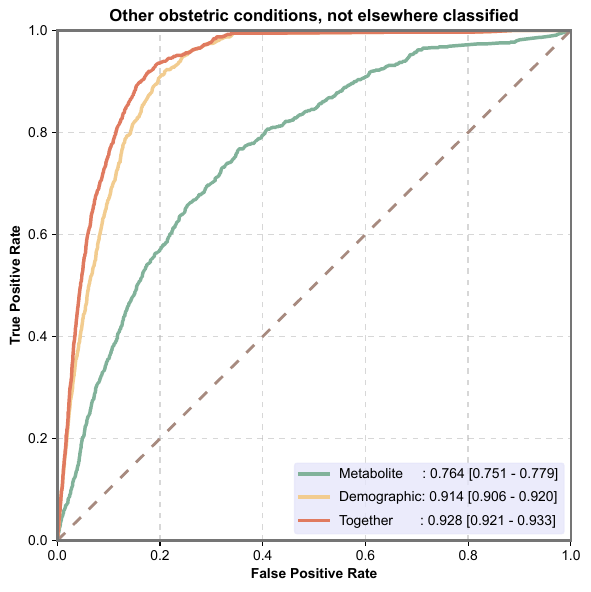 Other obstetric conditions, not elsewhere classified
1.0
0.8
0.6
0.4
0.2
0.0
True Positive Rate
Metabolite : 0.764 [0.751 - 0.779]
Demographic: 0.914 [0.906 - 0.920]
Together : 0.928 [0.921 - 0.933]
0.0 0.2 0.4 0.6 0.8 1.0
False Positive Rate